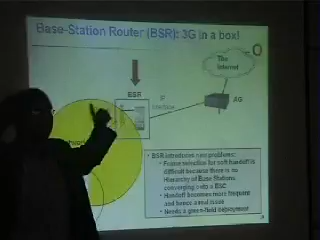 Base-Station Router (BSR): 3G in a box!
The
Internet
BSR
IP
Interface
AG
• BSR introduces new problems:
• Frame selection for soft handoff is
difficult because there is no
Hierarchy of Base Stations
converging onto a BSC
• Handoff becomes more frequent
and hence a real issue
• Needs a green-field deployment